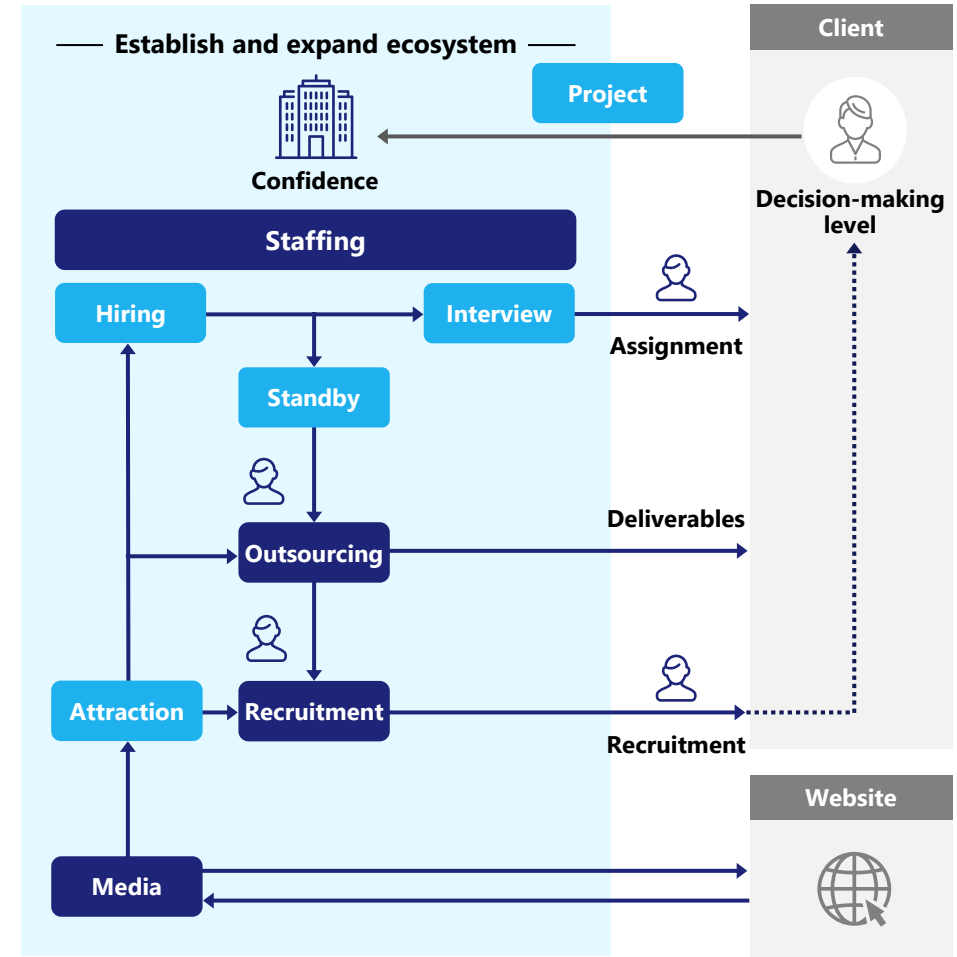 Establish and expand ecosystem
Client
Project
Confidence
Decision-making
level
Staffing
Hiring
Interview
Assignment
Standby
Deliverables
Outsourcing
Attraction
Recruitment
Recruitment
Website
Media